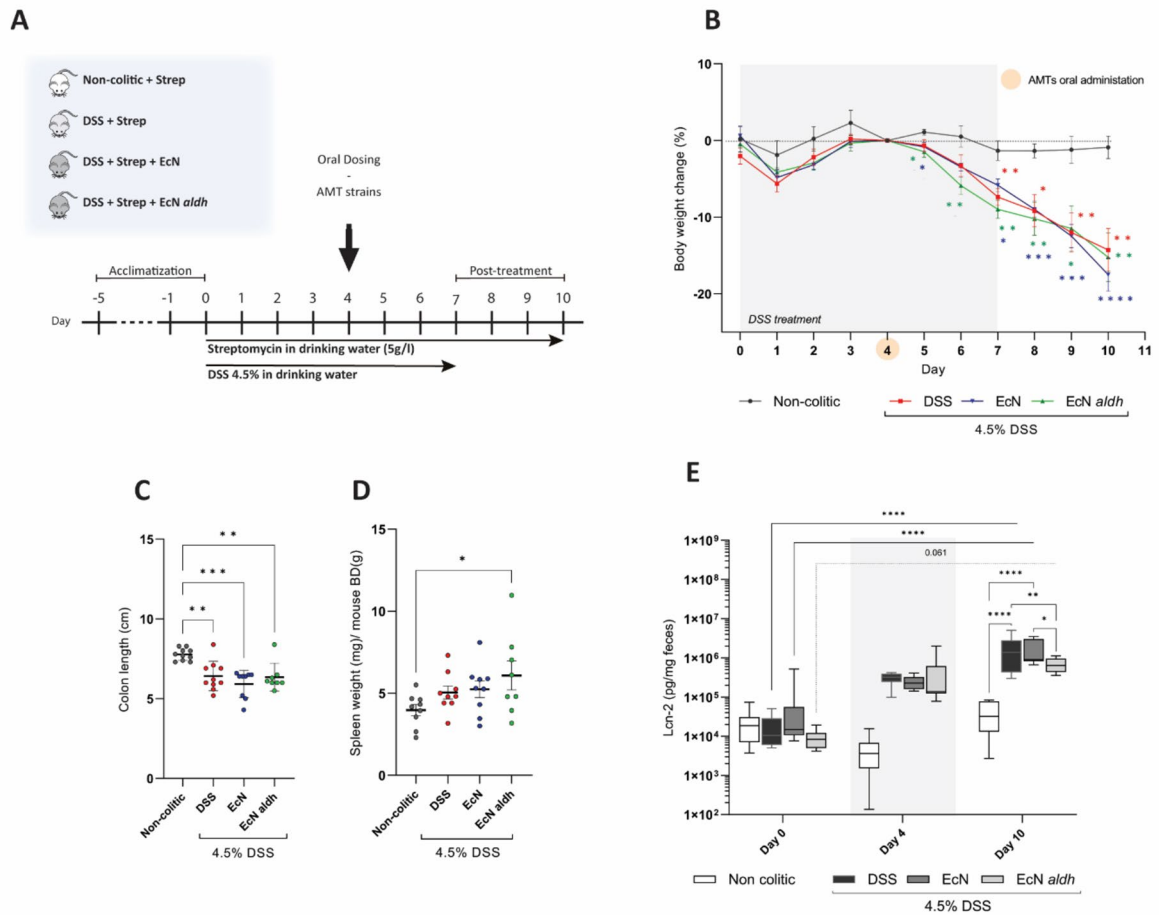 A
Non-colitic + Strep
DSS + Strep
DSS + Strep + EcN
DSS + Strep + EcN aldh
Oral Dosing
-
AMT strains
Acclimatization
Post-treatment
-5 -1 0 1 2 3 4 5 6 7 8 9 10
Day
Streptomycin in drinking water (5g/l)
DSS 4.5% in drinking water
B
AMTs oral administation
Body weight change (%)
10
0
-10
-20
* * * * * * * * * * *
* * * * * * * * *
* * * * * * * * * * * *
DSS treatment
0 1 2 3 4 5 6 7 8 9 10 11
Day
Non-colitic DSS EcN EcN aldh
4.5% DSS
C
Colon length (cm)
15
10
5
0
* *
* * *
* *
Non-colitic DSS EcN EcN aldh
4.5% DSS
D
Spleen weight (mg)/ mouse BD(g)
15
10
5
0
*
Non-colitic DSS EcN EcN aldh
4.5% DSS
E
Lcn-2 (pg/mg feces)
1×10⁹
1×10⁸
1×10⁷
1×10⁶
1×10⁵
1×10⁴
1×10³
1×10²
****
****
0.061
****
**
****
*
Day 0 Day 4 Day 10
Non colitic DSS EcN EcN aldh
4.5% DSS